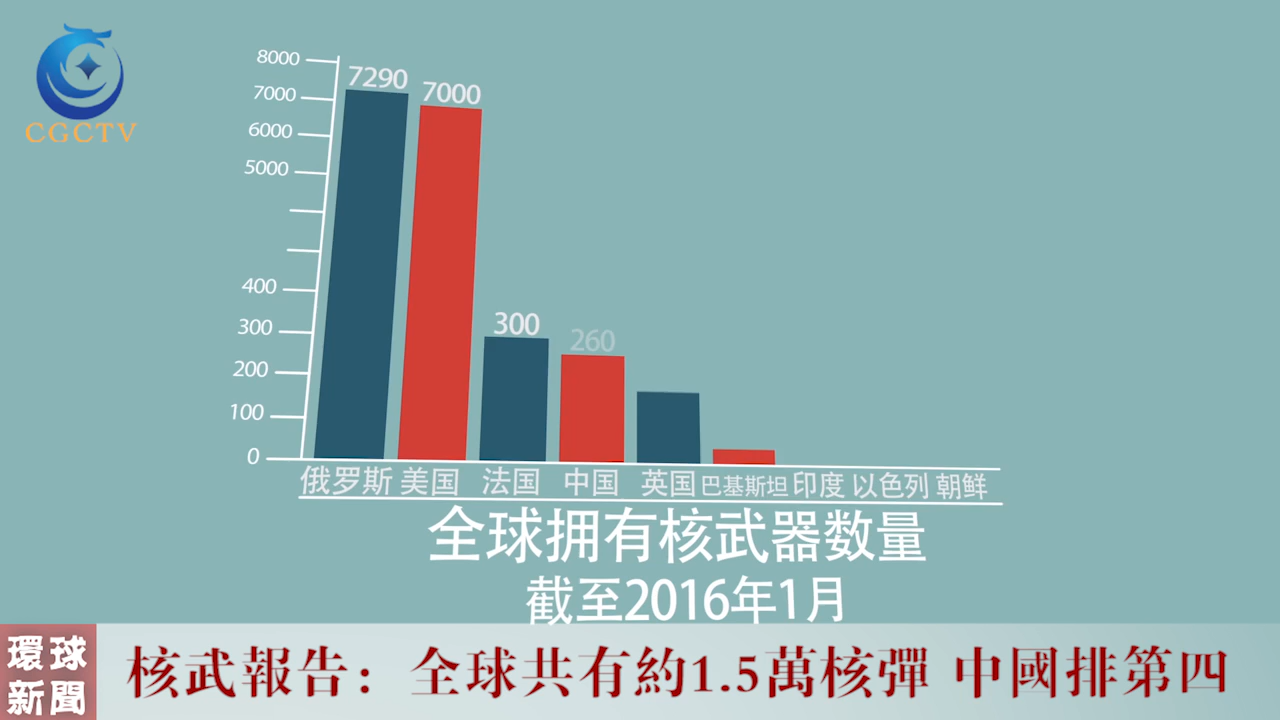 CGCTV
8000
7000
6000
5000
400
300
200
100
0
7290
7000
300
260
俄罗斯 美国 法国 中国 英国 巴基斯坦 印度 以色列 朝鲜
全球拥有核武器数量
截至2016年1月
環球
新聞
核武報告：全球共有約1.5萬核彈 中國排第四